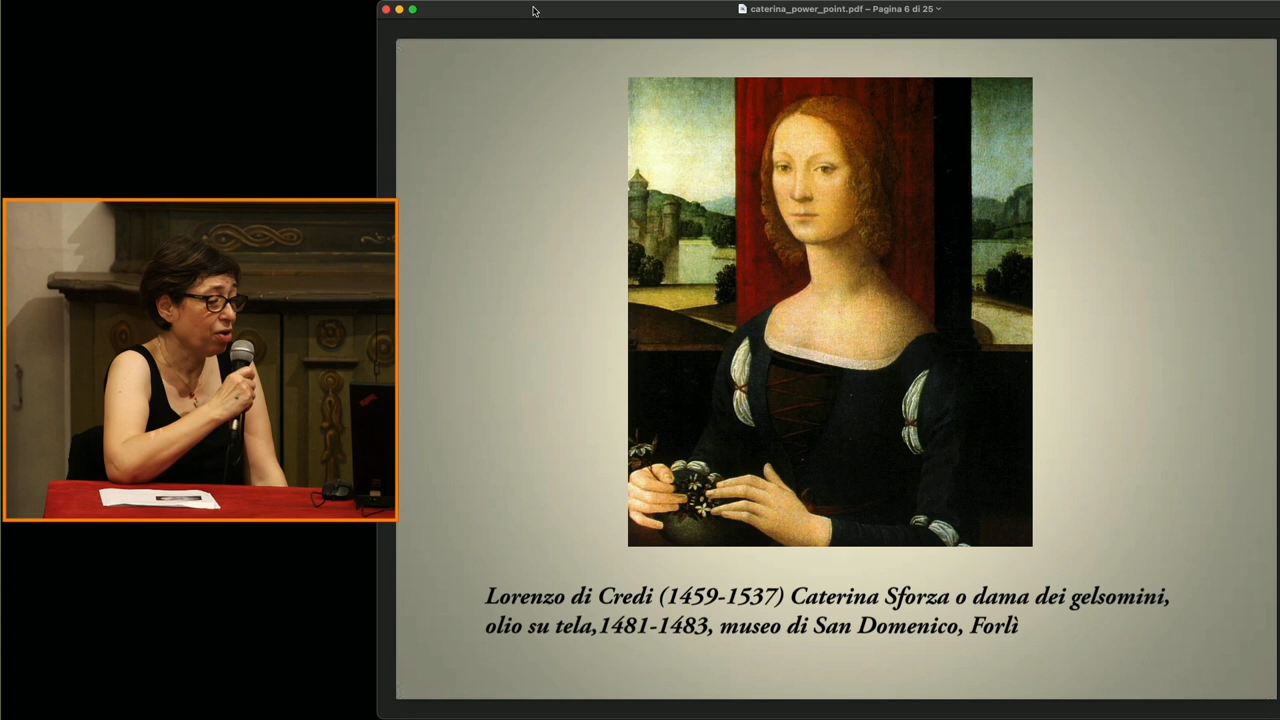 caterina_power_point.pdf – Pagina 6 di 25
Lorenzo di Credi (1459-1537) Caterina Sforza o dama dei gelsomini,
olio su tela,1481-1483, museo di San Domenico, Forlì